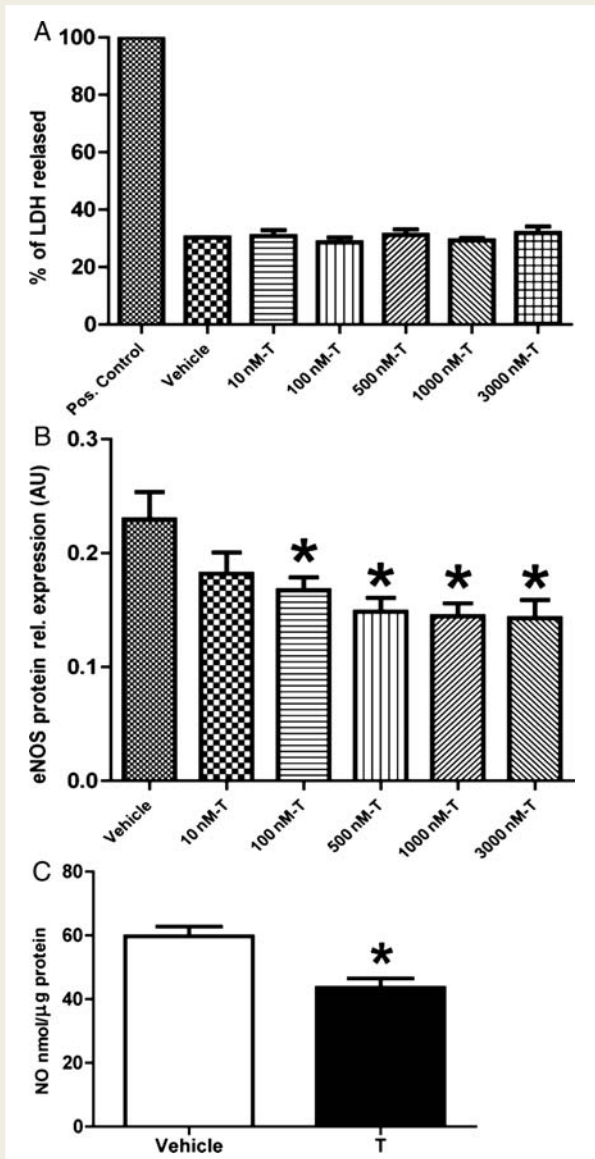 A
% of LDH reelased
100
80
60
40
20
0
Pos. Control
Vehicle
10 nM-T
100 nM-T
500 nM-T
1000 nM-T
3000 nM-T
B
eNOS protein rel. expression (AU)
0.3
0.2
0.1
0.0
*
*
*
*
Vehicle
10 nM-T
100 nM-T
500 nM-T
1000 nM-T
3000 nM-T
C
NO nmol/µg protein
80
60
40
20
0
*
Vehicle
T